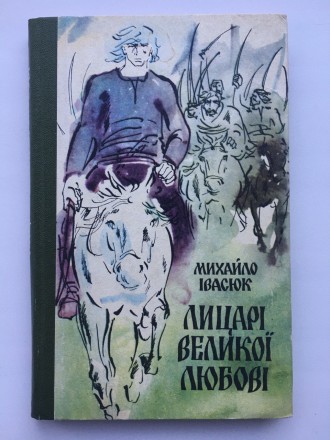 МИХАЙЛО
ІВАСЮК
ЛИЦАРІ
ВЕЛИКОЇ
ЛЮБОВІ